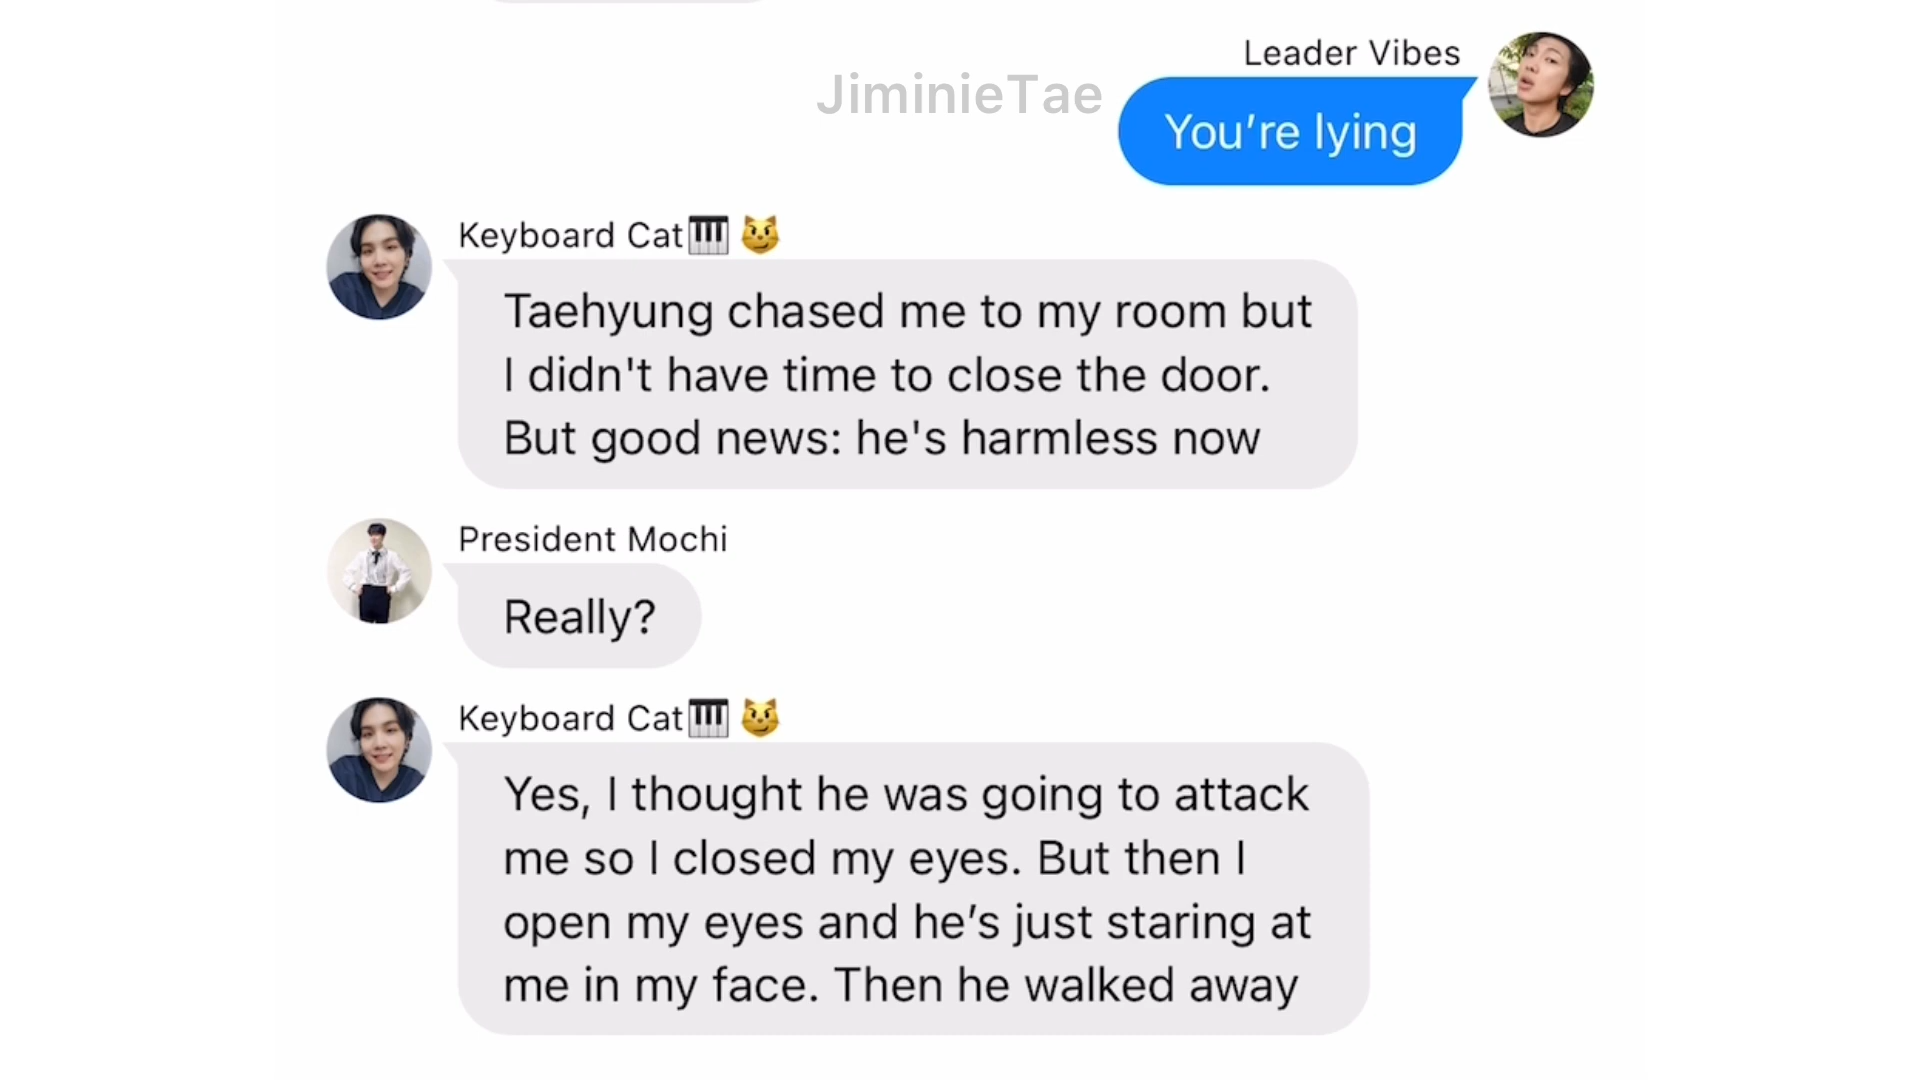 Leader Vibes
JiminieTae
You’re lying
Keyboard Cat🎹 😼
Taehyung chased me to my room but
I didn't have time to close the door.
But good news: he's harmless now
President Mochi
Really?
Keyboard Cat🎹 😼
Yes, I thought he was going to attack
me so I closed my eyes. But then I
open my eyes and he’s just staring at
me in my face. Then he walked away